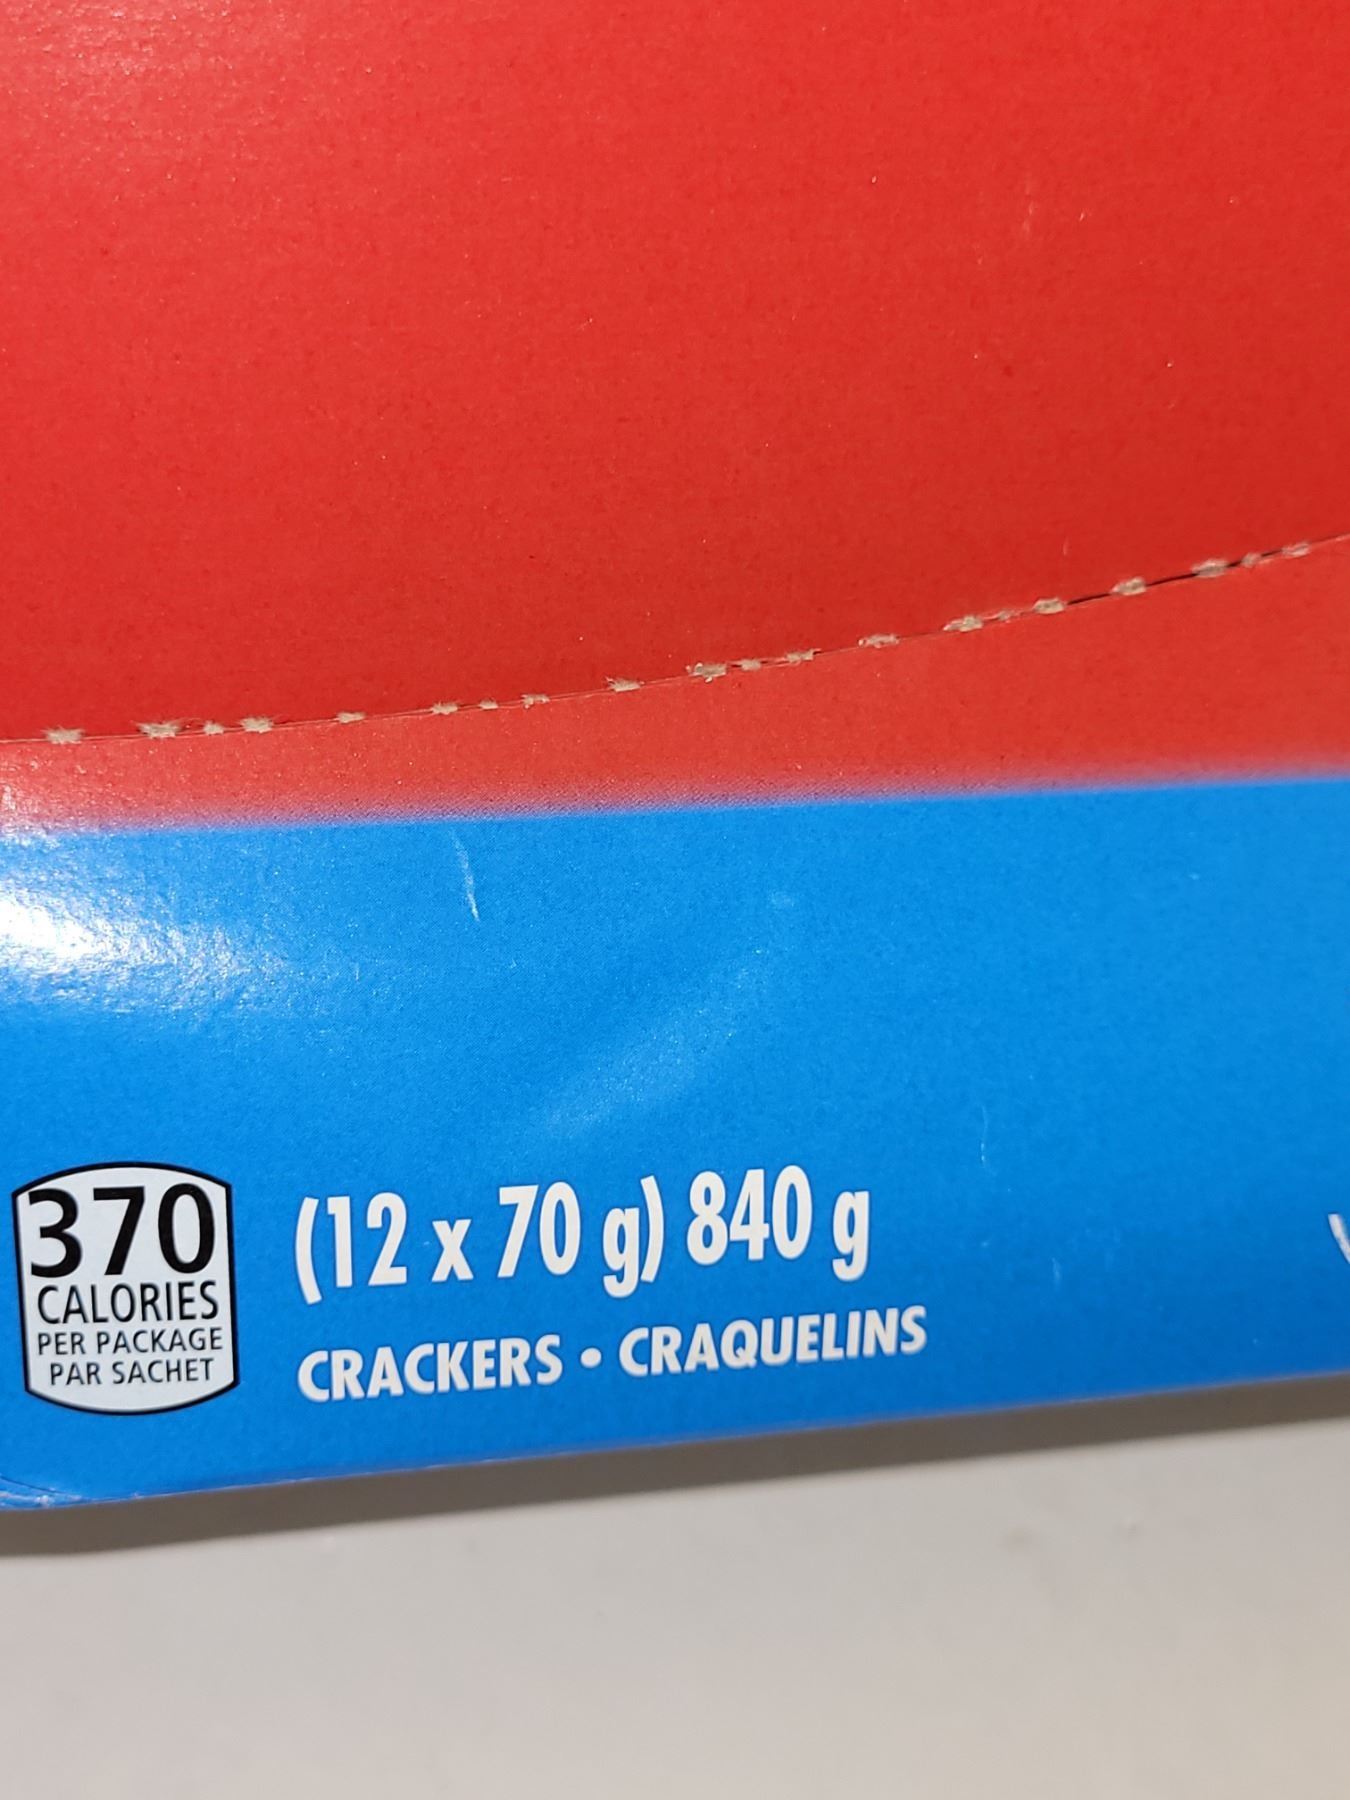 370
CALORIES
PER PACKAGE
PAR SACHET
(12 x 70 g) 840 g
CRACKERS • CRAQUELINS